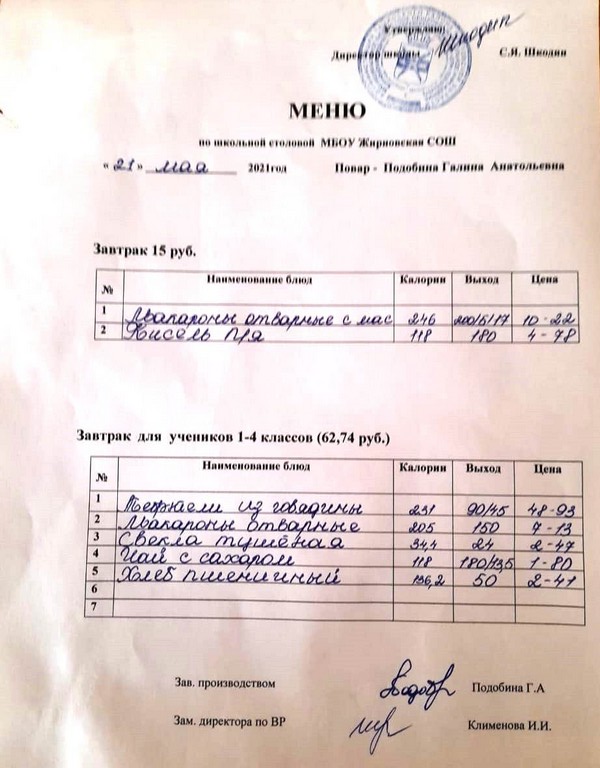 Утверждаю:
Директор школы Шкодин С.Я. Шкодин
МЕНЮ
по школьной столовой МБОУ Жирновская СОШ
« 21 » мая 2021год Повар - Подобина Галина Анатольевна
Завтрак 15 руб.
№ Наименование блюд Калории Выход Цена
1 Макароны отварные с мас 246 200/5/17 10-22
2 Кисель п/я 118 180 4-78
Завтрак для учеников 1-4 классов (62,74 руб.)
№ Наименование блюд Калории Выход Цена
1 из говядины 231 90/45 48-93
2 Макароны отварные 205 150 7-13
3 Свекла тушёная 34,4 24 2-47
4 Чай с сахаром 118 1-80
5 Хлеб пшеничный 136,2 50 2-41
6
7
Зав. производством Подобина Г.А
Зам. директора по ВР Клименова И.И.